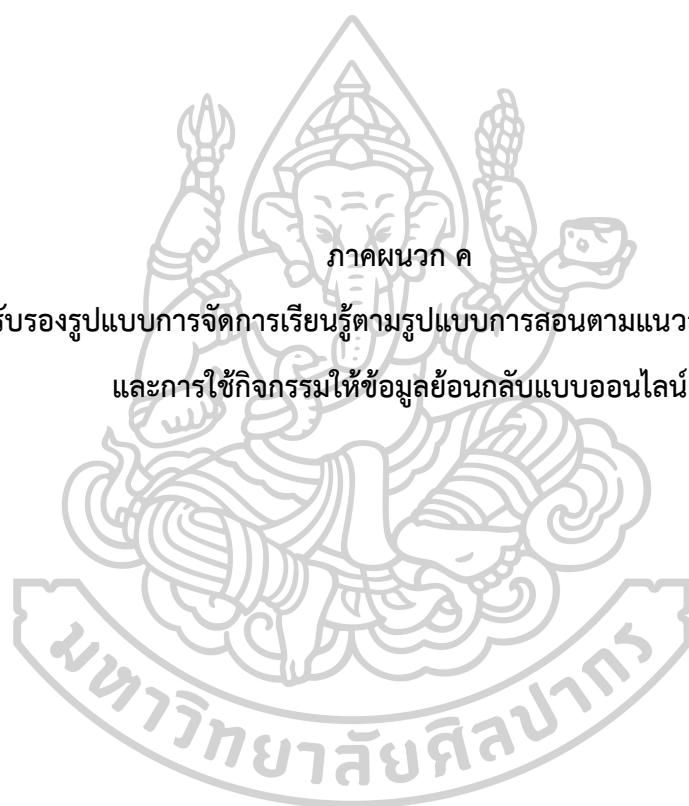 ภาคผนวก ค
รับรองรูปแบบการจัดการเรียนรู้ตามรูปแบบการสอนตามแนว
และการใช้กิจกรรมให้ข้อมูลย้อนกลับแบบออนไลน์
มหาวิทยาลัยศิลปากร